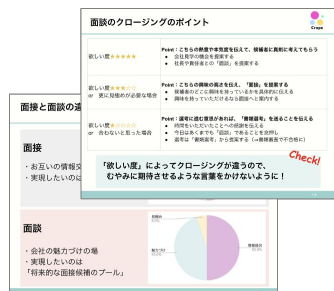 面談のクロージングのポイント
Crepe
欲しい度★★★★★
Point：こちらの熱意や本気度を伝えて、候補者に真剣に考えてもらう
● 会社見学の機会を提案する
● 社長や責任者との「面談」を提案する
欲しい度★★★☆☆
or 更に見極めが必要な場合
Point：こちらの興味の高さを伝え、「面接」を提案する
● 候補者のどこに興味を持っているかを具体的に伝える
● 興味を持っていただけるなら面接へと案内する
欲しい度★☆☆☆☆
or 合わないと思った場合
Point：選考に進む意思があれば、「書類選考」を送ることを伝える
● 時間をいただいたことへの感謝を伝える
● 今日はあくまでも「面談」であることを念押し
● 選考は「書類選考」から変更する（＝書類審査で不合格に）
「欲しい度」によってクロージングが違うので、
むやみに期待させるような言葉をかけないように！
Check!
面接と面談の違
面接
・お互いの情報交
・実現したいのは
面談
・会社の魅力づけの場
・実現したいのは
「将来的な面接候補のプール」